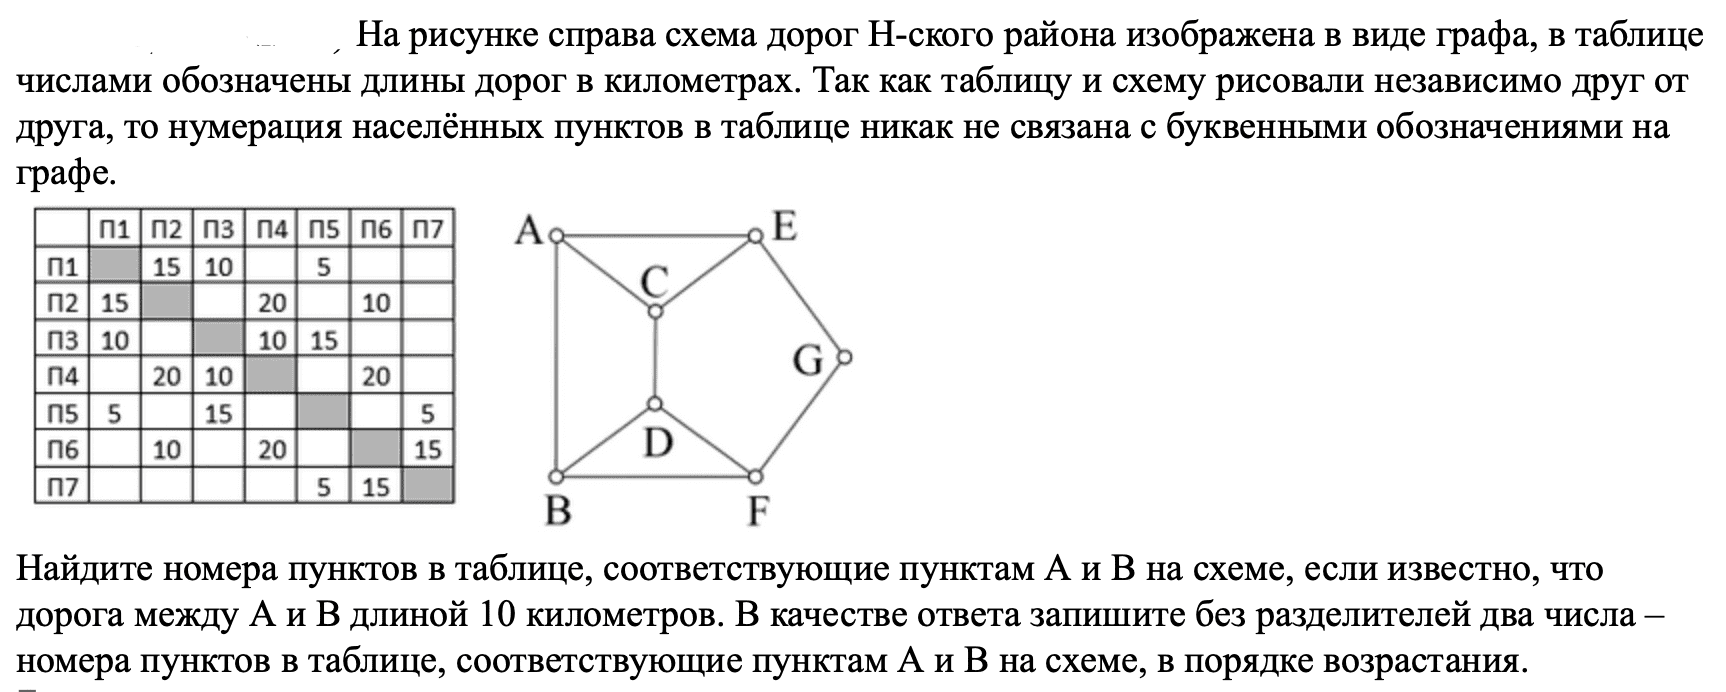 На рисунке справа схема дорог Н-ского района изображена в виде графа, в таблице
числами обозначены длины дорог в километрах. Так как таблицу и схему рисовали независимо друг от
друга, то нумерация населённых пунктов в таблице никак не связана с буквенными обозначениями на
графе.
П1 П2 П3 П4 П5 П6 П7
П1 15 10 5
П2 15 20 10
П3 10 10 15
П4 20 10 20
П5 5 15 5
П6 10 20 15
П7 5 15
A E
C
G
D
B F
Найдите номера пунктов в таблице, соответствующие пунктам А и В на схеме, если известно, что
дорога между А и В длиной 10 километров. В качестве ответа запишите без разделителей два числа –
номера пунктов в таблице, соответствующие пунктам А и В на схеме, в порядке возрастания.